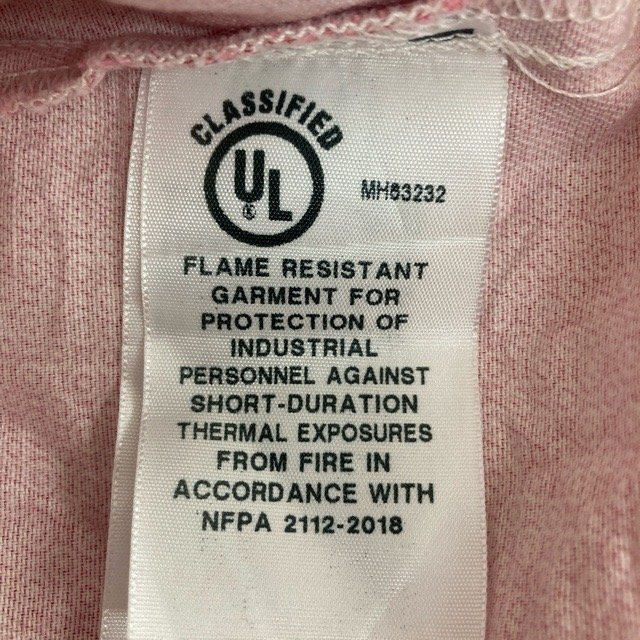 CLASSIFIED
UL
®
MH63232
FLAME RESISTANT
GARMENT FOR
PROTECTION OF
INDUSTRIAL
PERSONNEL AGAINST
SHORT-DURATION
THERMAL EXPOSURES
FROM FIRE IN
ACCORDANCE WITH
NFPA 2112-2018